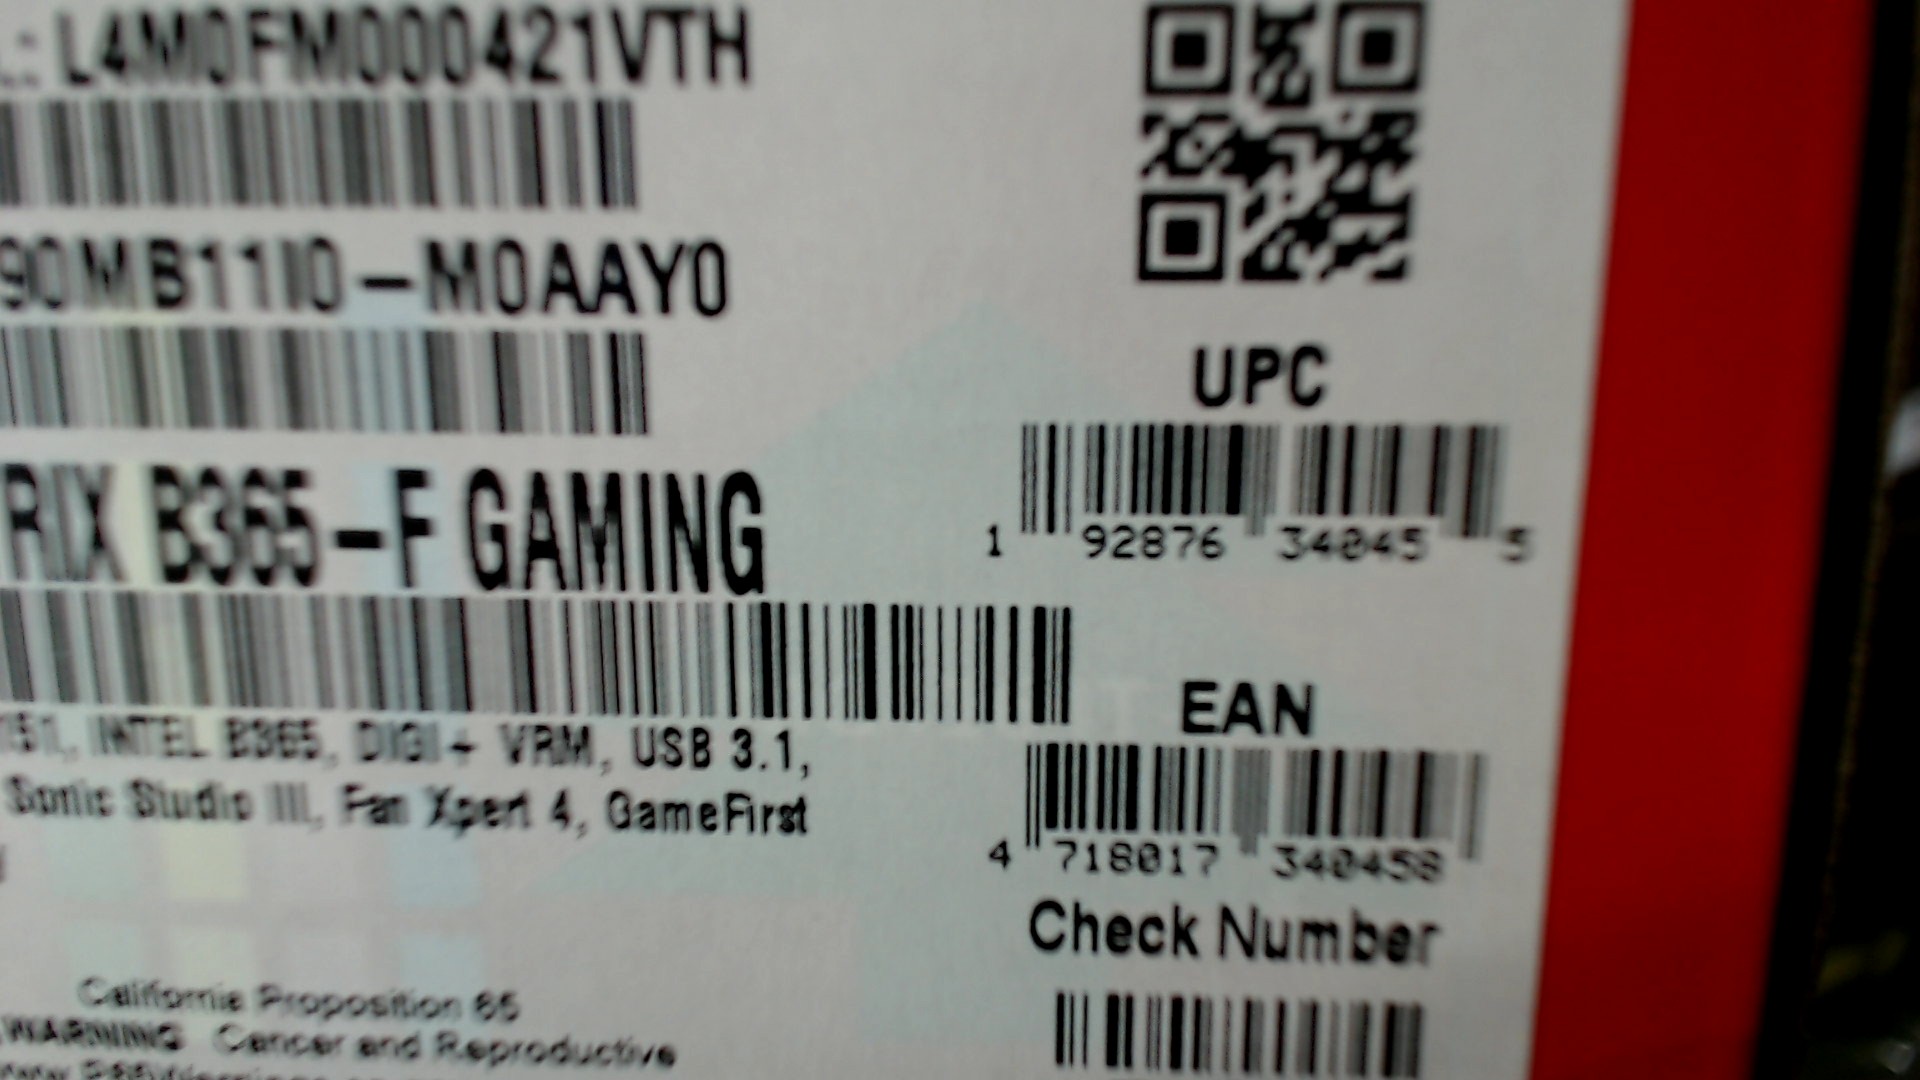 L4M0FM000421VTH
90MB11I0-M0AAY0
RIX B365-F GAMING
151, INTEL B365, DIGI+ VRM, USB 3.1,
Sonic Studio III, Fan Xpert 4, GameFirst
California Proposition 65
WARNING Cancer and Reproductive
UPC
1 92876 34045 5
EAN
4 718017 340458
Check Number